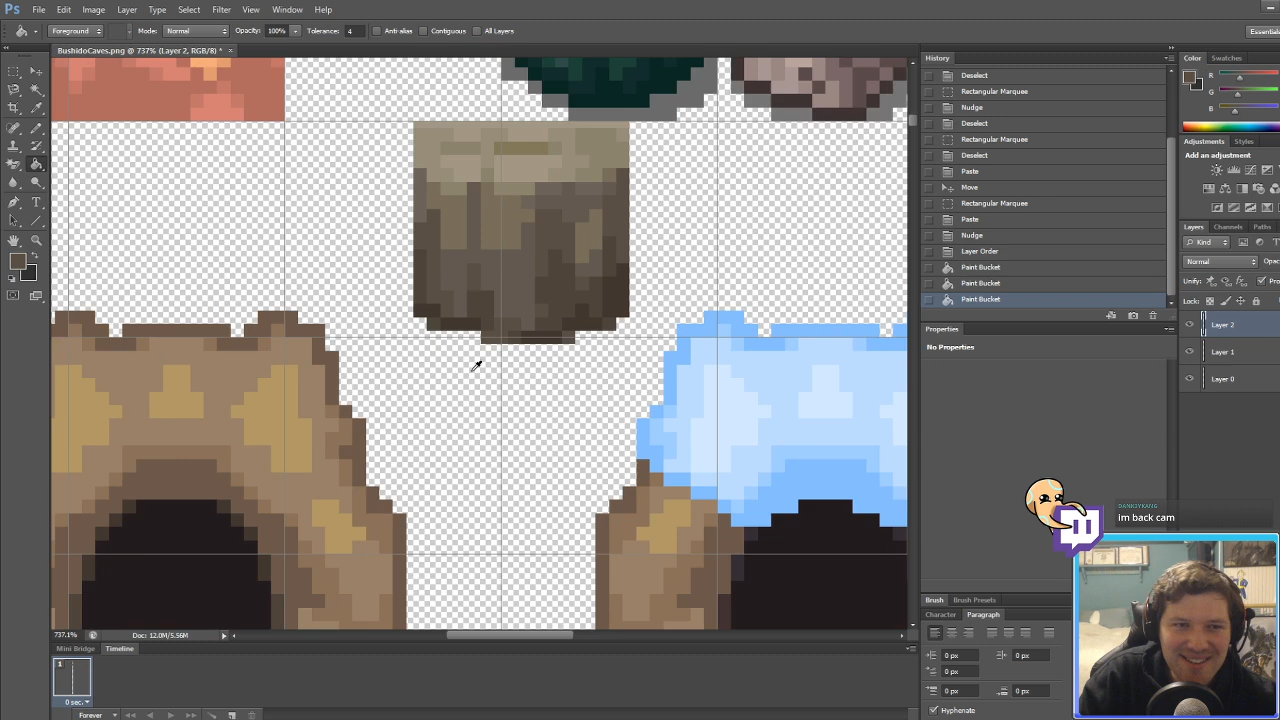 Ps File Edit Image Layer Type Select Filter View Window Help
Foreground Mode: Normal Opacity: 100% Tolerance: 4 Anti-alias Contiguous All Layers Essentials
BushidoCaves.png @ 737% (Layer 2, RGB/8) * ×
History
Deselect
Rectangular Marquee
Nudge
Deselect
Rectangular Marquee
Deselect
Paste
Move
Rectangular Marquee
Paste
Nudge
Layer Order
Paint Bucket
Paint Bucket
Paint Bucket
Properties
No Properties
Color Swatches
R
G
B
Adjustments Styles
Add an adjustment
Layers Channels Paths
Kind
Normal Opac
Unify: Pro
Lock:
Layer 2
Layer 1
Layer 0
Brush Brush Presets
Character Paragraph
0 px 0 px
0 px
0 px 0 px
Hyphenate
DANKIYKANG
im back cam
737.1% Doc: 12.0M/5.56M
Mini Bridge Timeline
1
0 sec.
Forever